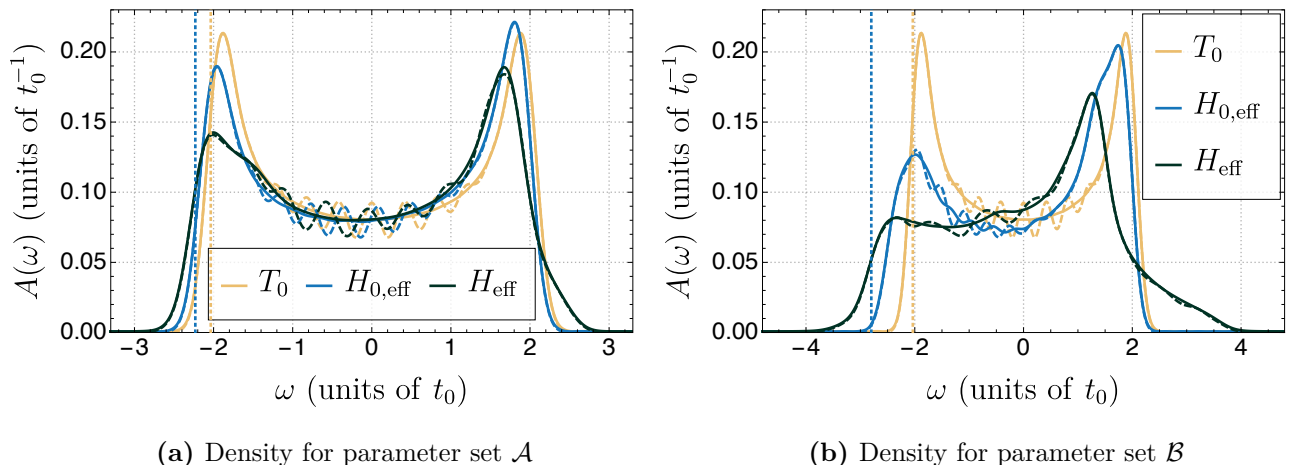 A(ω) (units of t₀⁻¹)
0.20
0.15
0.10
0.05
0.00
T₀ H₀,eff Heff
−3 −2 −1 0 1 2 3
ω (units of t₀)
(a) Density for parameter set 𝒜
A(ω) (units of t₀⁻¹)
0.20
0.15
0.10
0.05
0.00
T₀
H₀,eff
Heff
−4 −2 0 2 4
ω (units of t₀)
(b) Density for parameter set ℬ